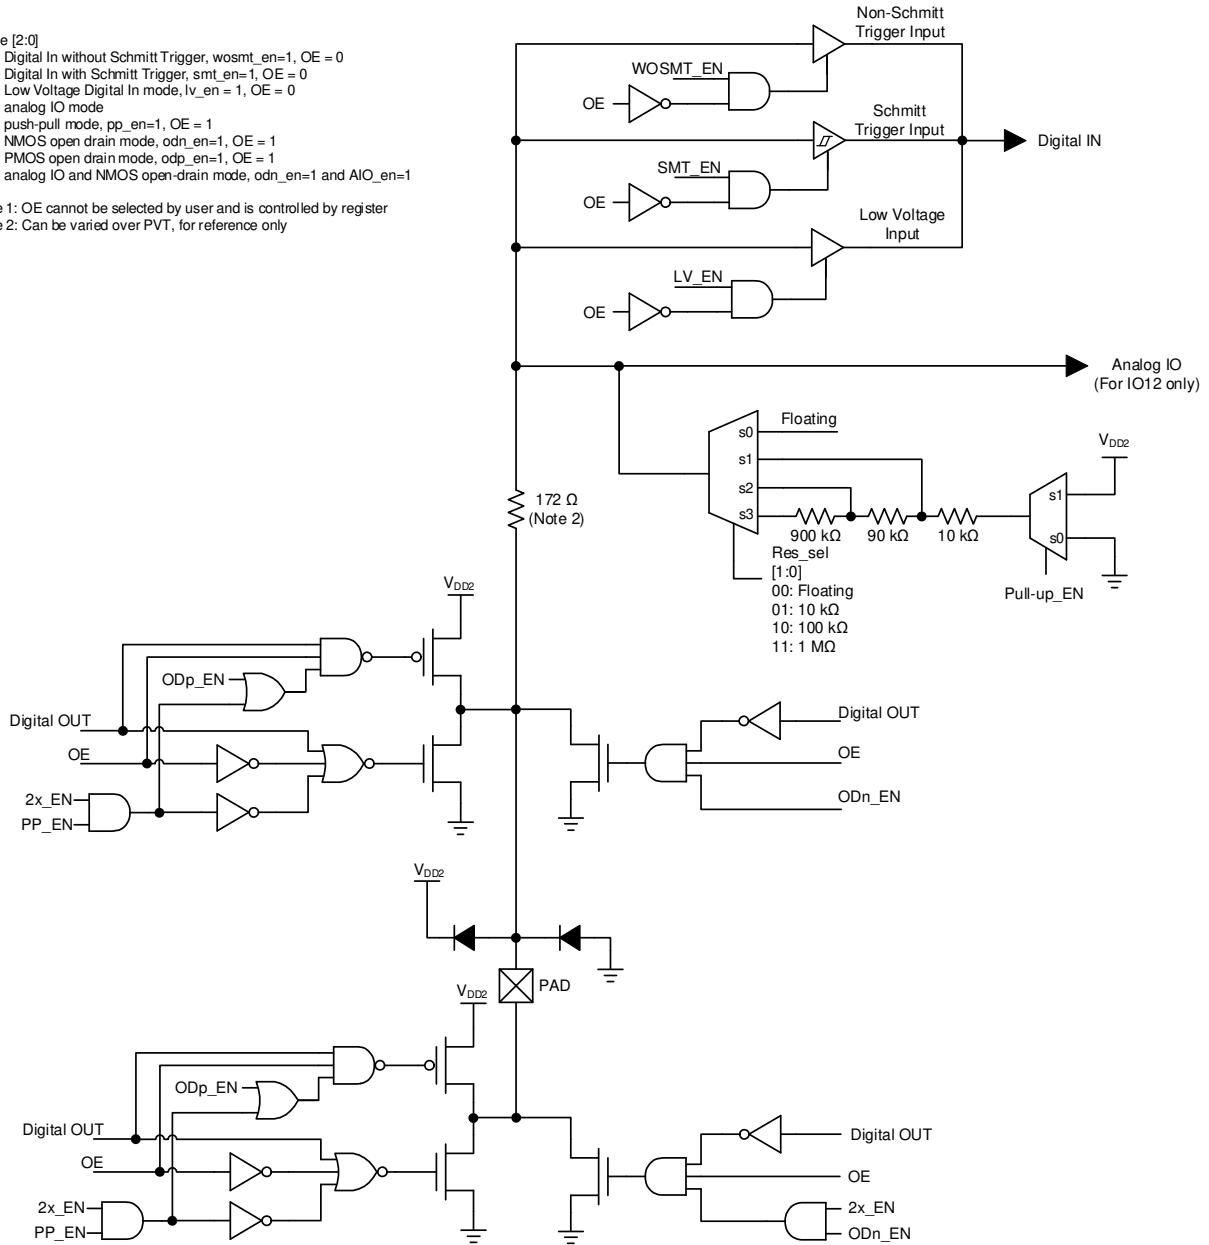 e [2:0]
Digital In without Schmitt Trigger, wosmt_en=1, OE = 0
Digital In with Schmitt Trigger, smt_en=1, OE = 0
Low Voltage Digital In mode, lv_en = 1, OE = 0
analog IO mode
push-pull mode, pp_en=1, OE = 1
NMOS open drain mode, odn_en=1, OE = 1
PMOS open drain mode, odp_en=1, OE = 1
analog IO and NMOS open-drain mode, odn_en=1 and AIO_en=1
e 1: OE cannot be selected by user and is controlled by register
e 2: Can be varied over PVT, for reference only
Non-Schmitt
Trigger Input
WOSMT_EN
OE
Schmitt
Trigger Input
Digital IN
SMT_EN
OE
Low Voltage
Input
LV_EN
OE
Analog IO
(For IO12 only)
Floating
s0
s1
s2
s3
VDD2
s1
s0
172 Ω
(Note 2)
900 kΩ
90 kΩ
10 kΩ
Res_sel
[1:0]
00: Floating
01: 10 kΩ
10: 100 kΩ
11: 1 MΩ
Pull-up_EN
VDD2
ODp_EN
Digital OUT
OE
2x_EN
PP_EN
Digital OUT
OE
ODn_EN
VDD2
PAD
VDD2
ODp_EN
Digital OUT
OE
2x_EN
PP_EN
Digital OUT
OE
2x_EN
ODn_EN